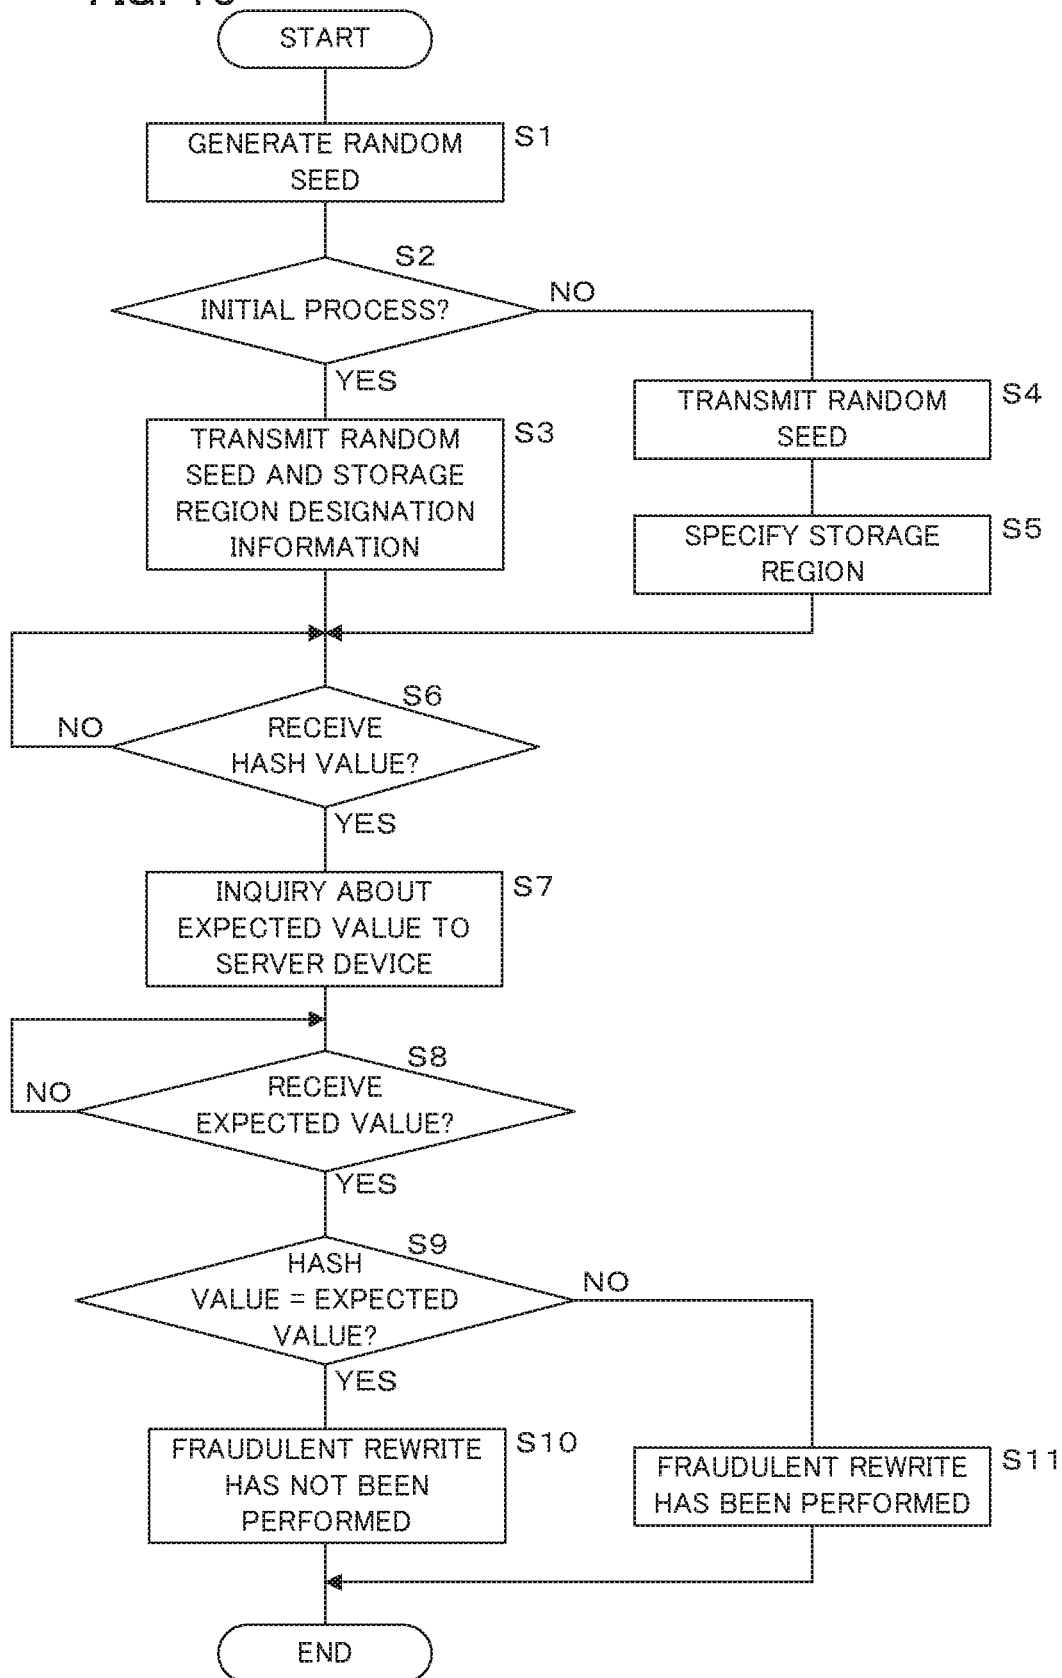 START
GENERATE RANDOM
SEED
S1
S2
INITIAL PROCESS?
NO
YES
TRANSMIT RANDOM
SEED AND STORAGE
REGION DESIGNATION
INFORMATION
S3
TRANSMIT RANDOM
SEED
S4
SPECIFY STORAGE
REGION
S5
S6
RECEIVE
HASH VALUE?
NO
YES
INQUIRY ABOUT
EXPECTED VALUE TO
SERVER DEVICE
S7
S8
RECEIVE
EXPECTED VALUE?
NO
YES
S9
HASH
VALUE = EXPECTED
VALUE?
NO
YES
FRAUDULENT REWRITE
HAS NOT BEEN
PERFORMED
S10
FRAUDULENT REWRITE
HAS BEEN PERFORMED
S11
END